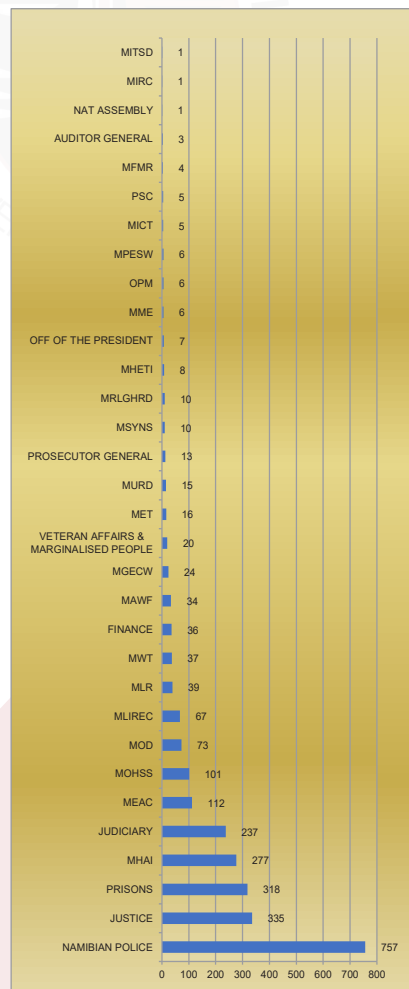 MITSD 1
MIRC 1
NAT ASSEMBLY 1
AUDITOR GENERAL 3
MFMR 4
PSC 5
MICT 5
MPESW 6
OPM 6
MME 6
OFF OF THE PRESIDENT 7
MHETI 8
MRLGHRD 10
MSYNS 10
PROSECUTOR GENERAL 13
MURD 15
MET 16
VETERAN AFFAIRS &
MARGINALISED PEOPLE 20
MGECW 24
MAWF 34
FINANCE 36
MWT 37
MLR 39
MLIREC 67
MOD 73
MOHSS 101
MEAC 112
JUDICIARY 237
MHAI 277
PRISONS 318
JUSTICE 335
NAMIBIAN POLICE 757
0 100 200 300 400 500 600 700 800